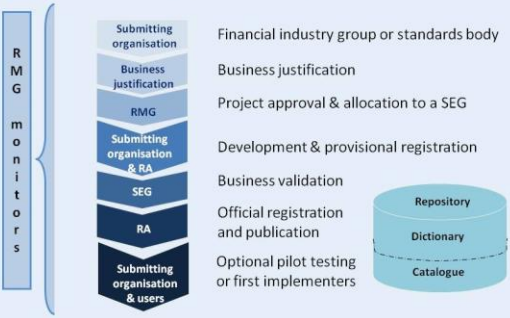 RMG monitors
Submitting
organisation
Financial industry group or standards body
Business
justification
Business justification
RMG
Project approval & allocation to a SEG
Submitting
organisation
& RA
Development & provisional registration
SEG
Business validation
RA
Official registration
and publication
Submitting
organisation
& users
Optional pilot testing
or first implementers
Repository
Dictionary
Catalogue